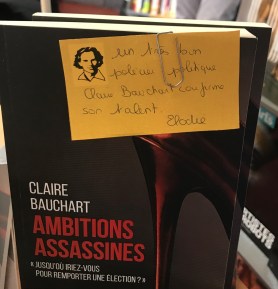 un très bon
polar politique
Claire Bauchart confirme
son talent.
Elodie
CLAIRE
BAUCHART
AMBITIONS
ASSASSINES
« JUSQU'OÙ IRIEZ-VOUS
POUR REMPORTER UNE ÉLECTION ? »